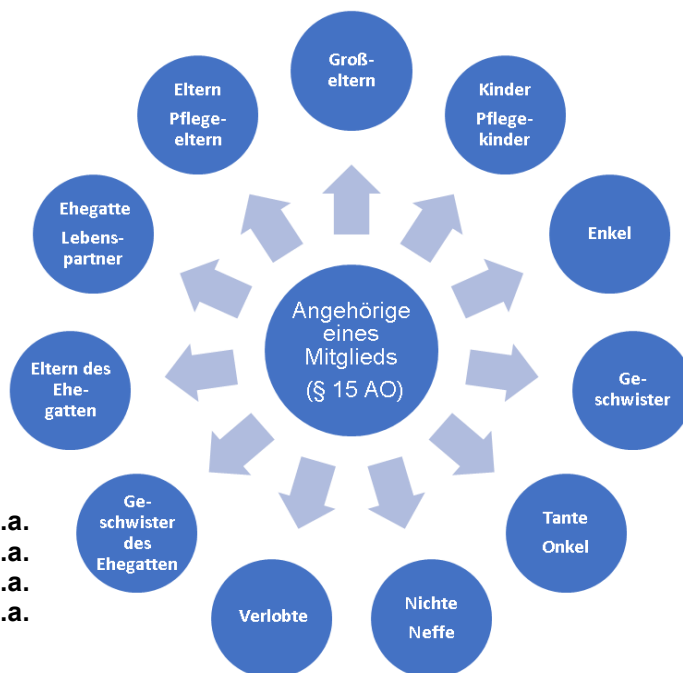 Groß-
eltern
Kinder
Pflege-
kinder
Enkel
Ge-
schwister
Tante
Onkel
Nichte
Neffe
Verlobte
Ge-
schwister
des
Ehegatten
Eltern des
Ehe-
gatten
Ehegatte
Lebens-
partner
Eltern
Pflege-
eltern
Angehörige
eines
Mitglieds
(§ 15 AO)
.a.
.a.
.a.
.a.